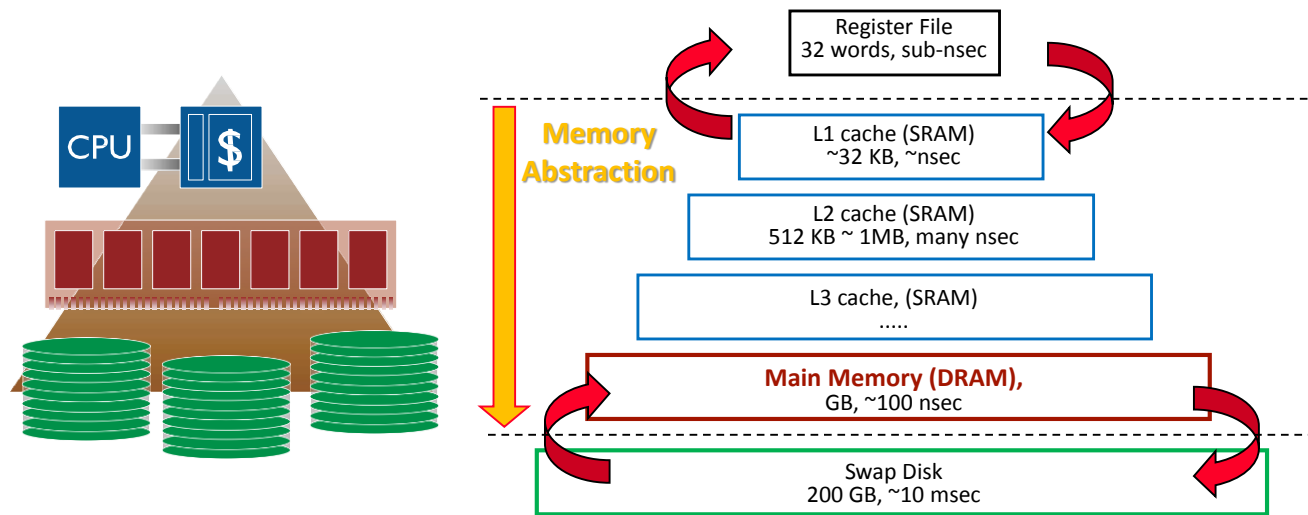 CPU
$
Memory
Abstraction
Register File
32 words, sub-nsec
L1 cache (SRAM)
~32 KB, ~nsec
L2 cache (SRAM)
512 KB ~ 1MB, many nsec
L3 cache, (SRAM)
.....
Main Memory (DRAM),
GB, ~100 nsec
Swap Disk
200 GB, ~10 msec